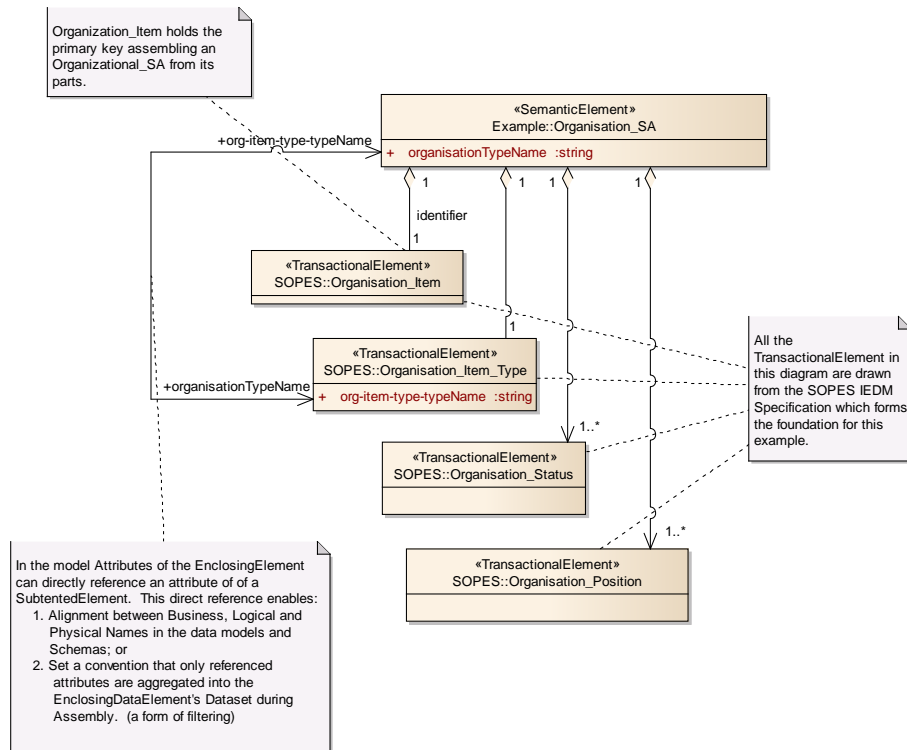 Organization_Item holds the
primary key assembling an
Organizational_SA from its
parts.
«SemanticElement»
Example::Organisation_SA
+ organisationTypeName :string
+org-item-type-typeName
1
1
1
1
identifier
1
«TransactionalElement»
SOPES::Organisation_Item
1
«TransactionalElement»
SOPES::Organisation_Item_Type
+ org-item-type-typeName :string
+organisationTypeName
All the
TransactionalElement in
this diagram are drawn
from the SOPES IEDM
Specification which forms
the foundation for this
example.
1..*
«TransactionalElement»
SOPES::Organisation_Status
1..*
«TransactionalElement»
SOPES::Organisation_Position
In the model Attributes of the EnclosingElement
can directly reference an attribute of of a
SubtentedElement. This direct reference enables:
1. Alignment between Business, Logical and
Physical Names in the data models and
Schemas; or
2. Set a convention that only referenced
attributes are aggregated into the
EnclosingDataElement's Dataset during
Assembly. (a form of filtering)